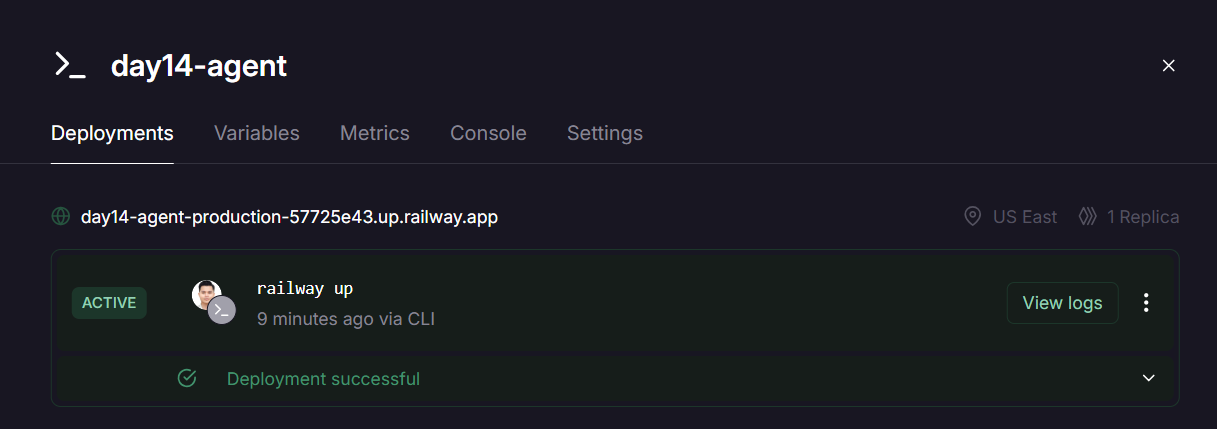 day14-agent
Deployments Variables Metrics Console Settings
day14-agent-production-57725e43.up.railway.app US East 1 Replica
ACTIVE railway up View logs
9 minutes ago via CLI
Deployment successful